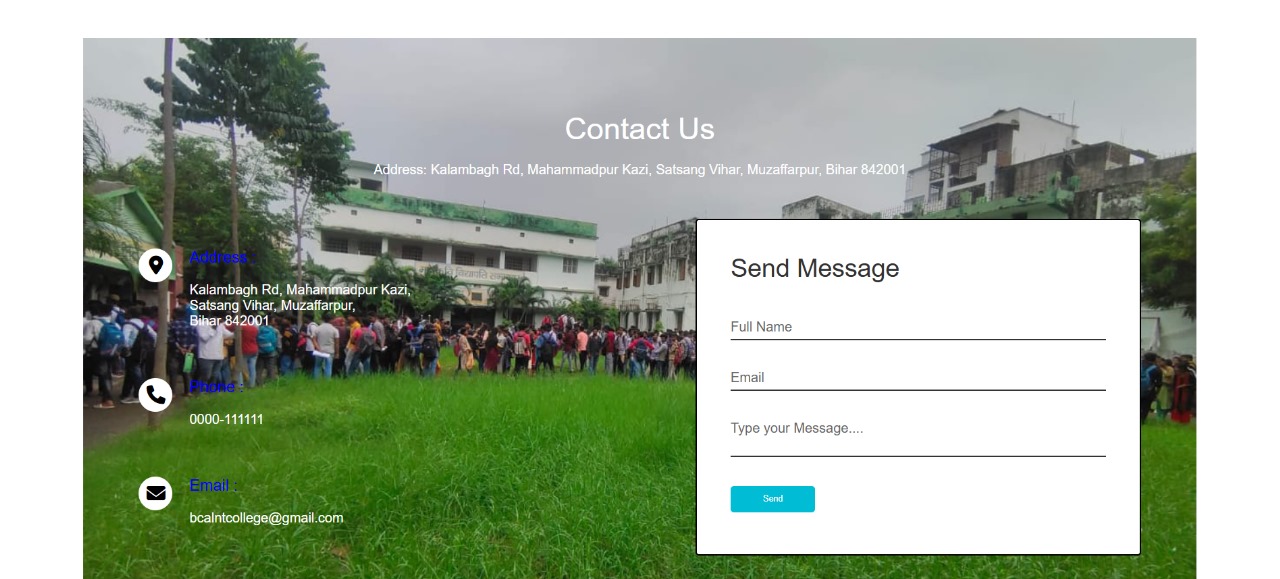 Contact Us
Address: Kalambagh Rd, Mahammadpur Kazi, Satsang Vihar, Muzaffarpur, Bihar 842001
Address :
Kalambagh Rd, Mahammadpur Kazi,
Satsang Vihar, Muzaffarpur,
Bihar 842001
Phone :
0000-111111
Email :
bcalntcollege@gmail.com
Send Message
Full Name
Email
Type your Message....
Send